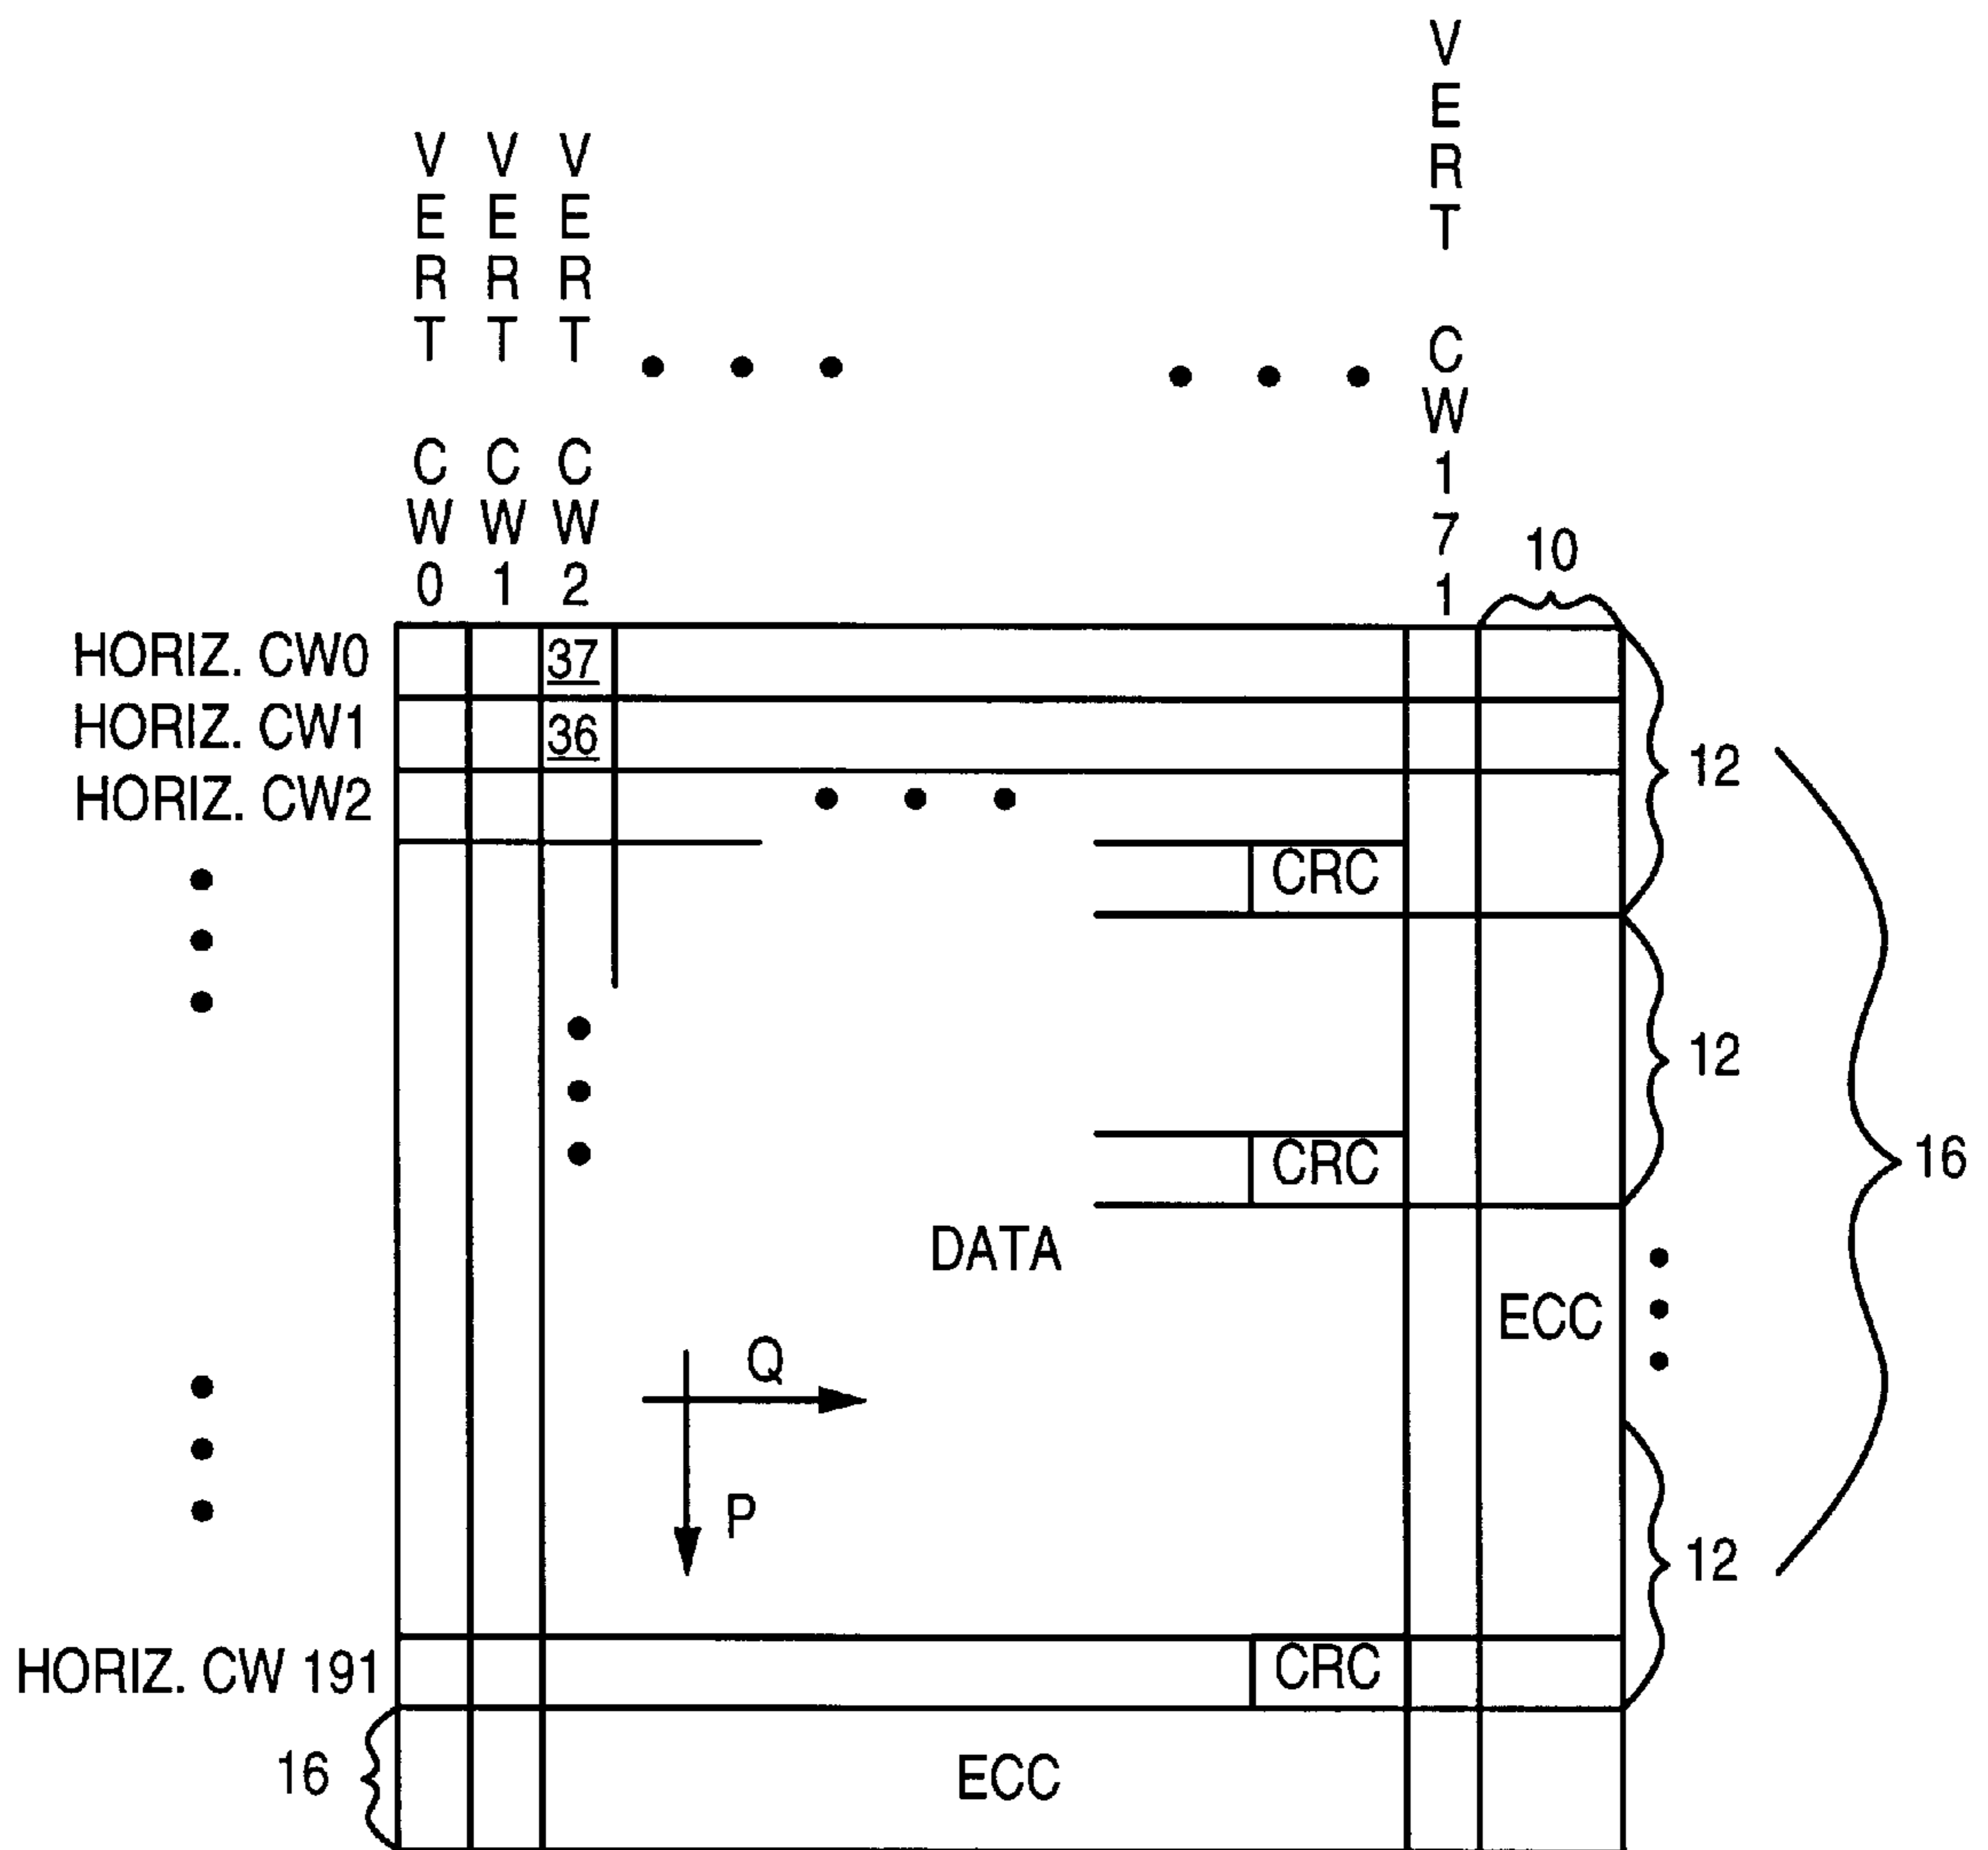 VERT CW0
VERT CW1
VERT CW2
VERT CW171
10
HORIZ. CW0
37
HORIZ. CW1
36
12
HORIZ. CW2
CRC
12
CRC
16
DATA
ECC
Q
P
12
HORIZ. CW 191
CRC
16
ECC